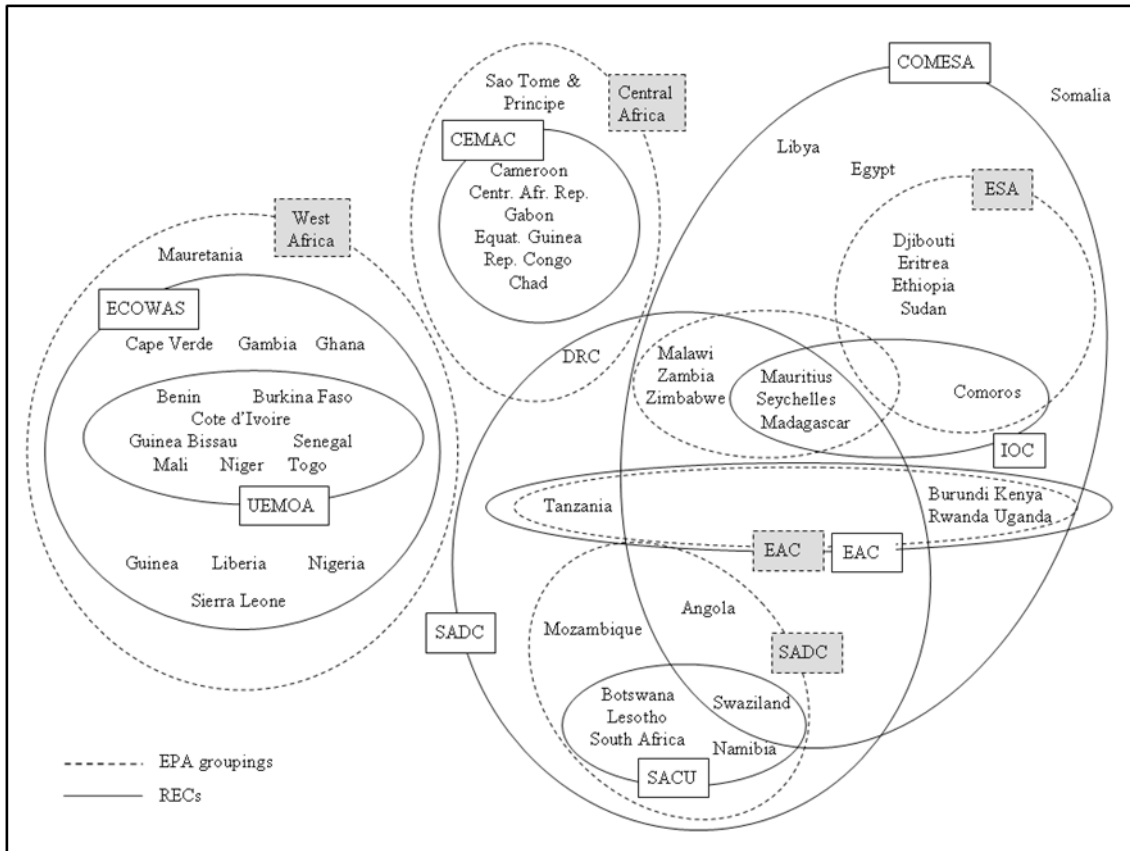 COMESA
Somalia
Sao Tome &
Principe
Central
Africa
CEMAC
Libya
Egypt
ESA
Cameroon
Centr. Afr. Rep.
Gabon
Equat. Guinea
Rep. Congo
Chad
West
Africa
Mauretania
Djibouti
Eritrea
Ethiopia
Sudan
ECOWAS
Cape Verde Gambia Ghana
DRC
Malawi
Zambia
Zimbabwe
Mauritius
Seychelles
Madagascar
Comoros
IOC
Benin Burkina Faso
Cote d'Ivoire
Guinea Bissau Senegal
Mali Niger Togo
UEMOA
Tanzania
Burundi Kenya
Rwanda Uganda
EAC
EAC
Guinea Liberia Nigeria
Sierra Leone
SADC
Mozambique
Angola
SADC
Botswana
Lesotho
South Africa
Swaziland
Namibia
SACU
EPA groupings
RECs